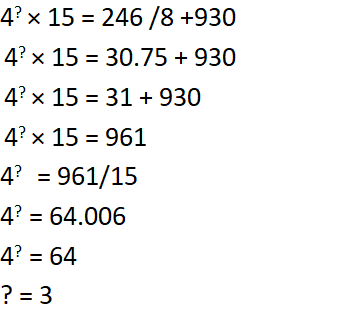 4^? × 15 = 246 /8 +930
4^? × 15 = 30.75 + 930
4^? × 15 = 31 + 930
4^? × 15 = 961
4^? = 961/15
4^? = 64.006
4^? = 64
? = 3